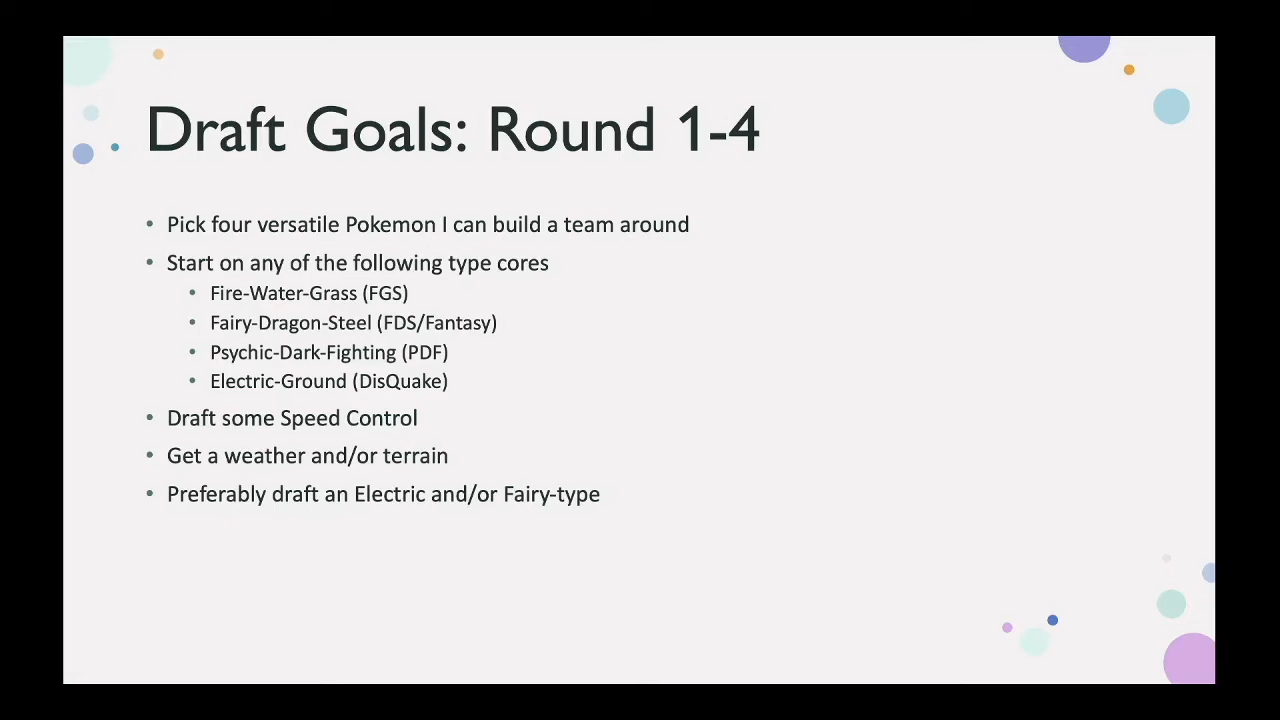 Draft Goals: Round 1-4
• Pick four versatile Pokemon I can build a team around
• Start on any of the following type cores
• Fire-Water-Grass (FGS)
• Fairy-Dragon-Steel (FDS/Fantasy)
• Psychic-Dark-Fighting (PDF)
• Electric-Ground (DisQuake)
• Draft some Speed Control
• Get a weather and/or terrain
• Preferably draft an Electric and/or Fairy-type